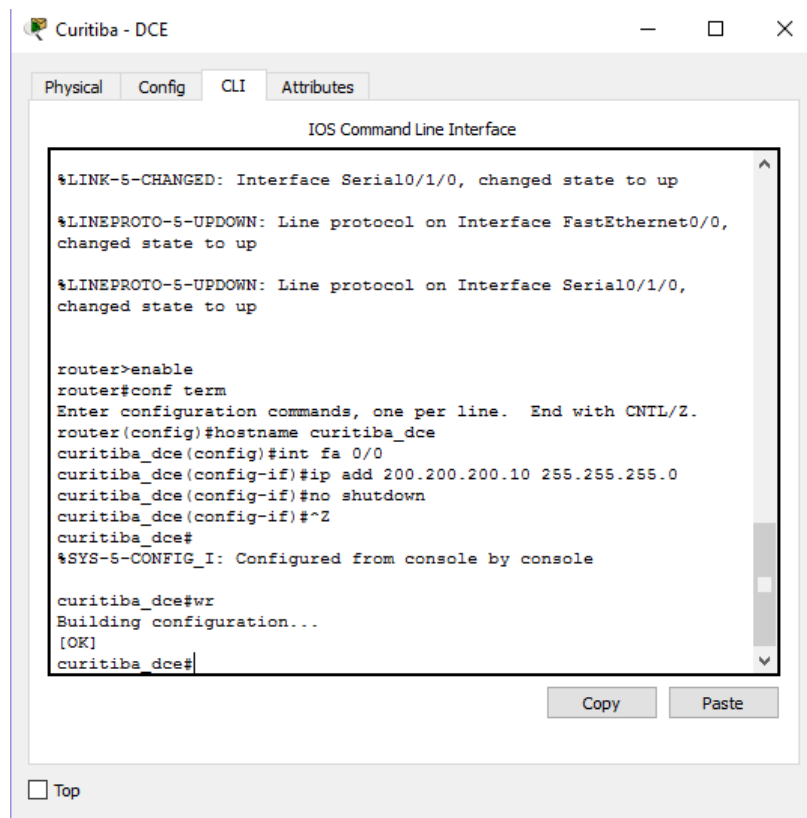 Curitiba - DCE
Physical Config CLI Attributes
IOS Command Line Interface
%LINK-5-CHANGED: Interface Serial0/1/0, changed state to up
%LINEPROTO-5-UPDOWN: Line protocol on Interface FastEthernet0/0,
changed state to up
%LINEPROTO-5-UPDOWN: Line protocol on Interface Serial0/1/0,
changed state to up
router>enable
router#conf term
Enter configuration commands, one per line.  End with CNTL/Z.
router(config)#hostname curitiba_dce
curitiba_dce(config)#int fa 0/0
curitiba_dce(config-if)#ip add 200.200.200.10 255.255.255.0
curitiba_dce(config-if)#no shutdown
curitiba_dce(config-if)#^Z
curitiba_dce#
%SYS-5-CONFIG_I: Configured from console by console
curitiba_dce#wr
Building configuration...
[OK]
curitiba_dce#
Copy Paste
Top